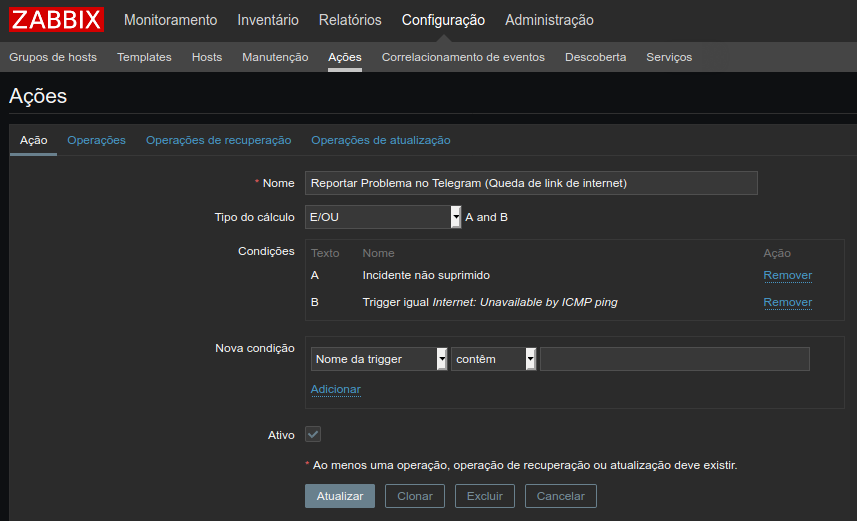 ZABBIX Monitoramento Inventário Relatórios Configuração Administração
Grupos de hosts Templates Hosts Manutenção Ações Correlacionamento de eventos Descoberta Serviços
Ações
Ação Operações Operações de recuperação Operações de atualização
* Nome Reportar Problema no Telegram (Queda de link de internet)
Tipo do cálculo E/OU A and B
Condições Texto Nome Ação
A Incidente não suprimido Remover
B Trigger igual Internet: Unavailable by ICMP ping Remover
Nova condição Nome da trigger contêm
Adicionar
Ativo
* Ao menos uma operação, operação de recuperação ou atualização deve existir.
Atualizar Clonar Excluir Cancelar